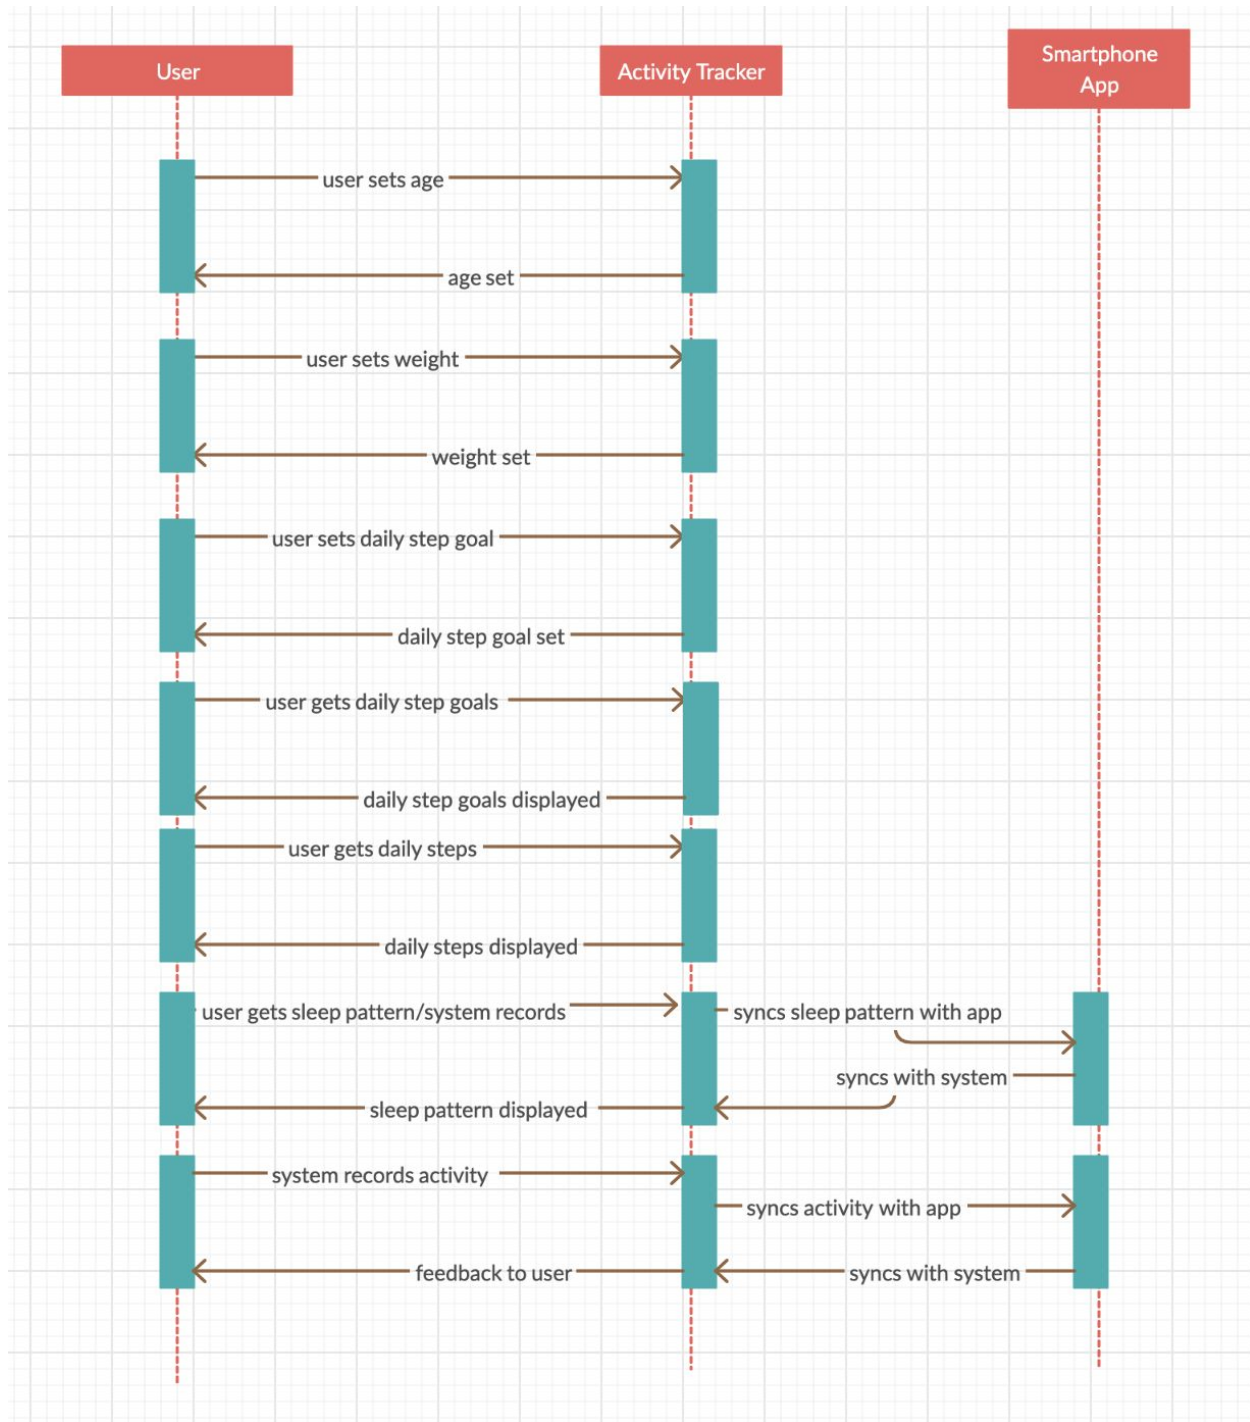 User
Activity Tracker
Smartphone
App
user sets age
age set
user sets weight
weight set
user sets daily step goal
daily step goal set
user gets daily step goals
daily step goals displayed
user gets daily steps
daily steps displayed
user gets sleep pattern/system records
syncs sleep pattern with app
syncs with system
sleep pattern displayed
system records activity
syncs activity with app
feedback to user
syncs with system